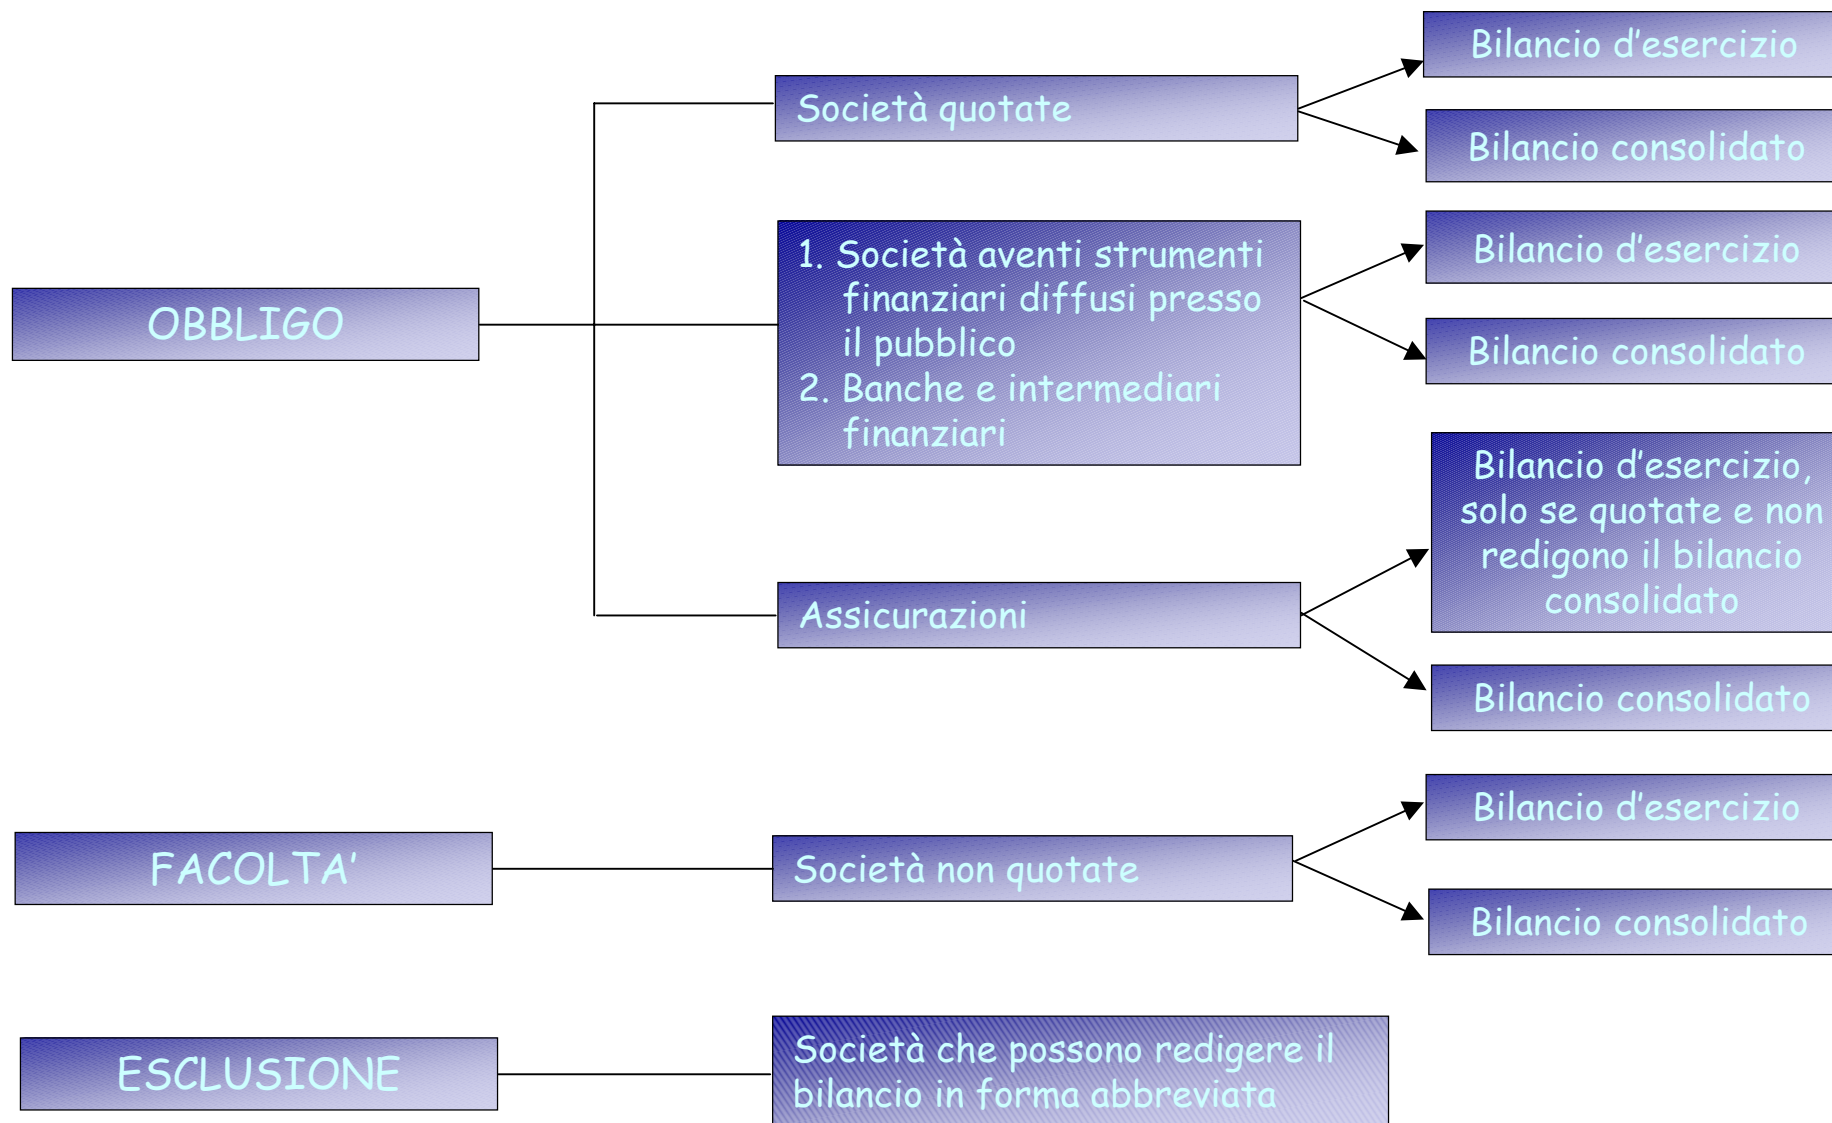 Bilancio d'esercizio
Società quotate
Bilancio consolidato
OBBLIGO
1. Società aventi strumenti
finanziari diffusi presso
il pubblico
2. Banche e intermediari
finanziari
Bilancio d'esercizio
Bilancio consolidato
Assicurazioni
Bilancio d'esercizio,
solo se quotate e non
redigono il bilancio
consolidato
Bilancio consolidato
FACOLTA'
Società non quotate
Bilancio d'esercizio
Bilancio consolidato
ESCLUSIONE
Società che possono redigere il
bilancio in forma abbreviata